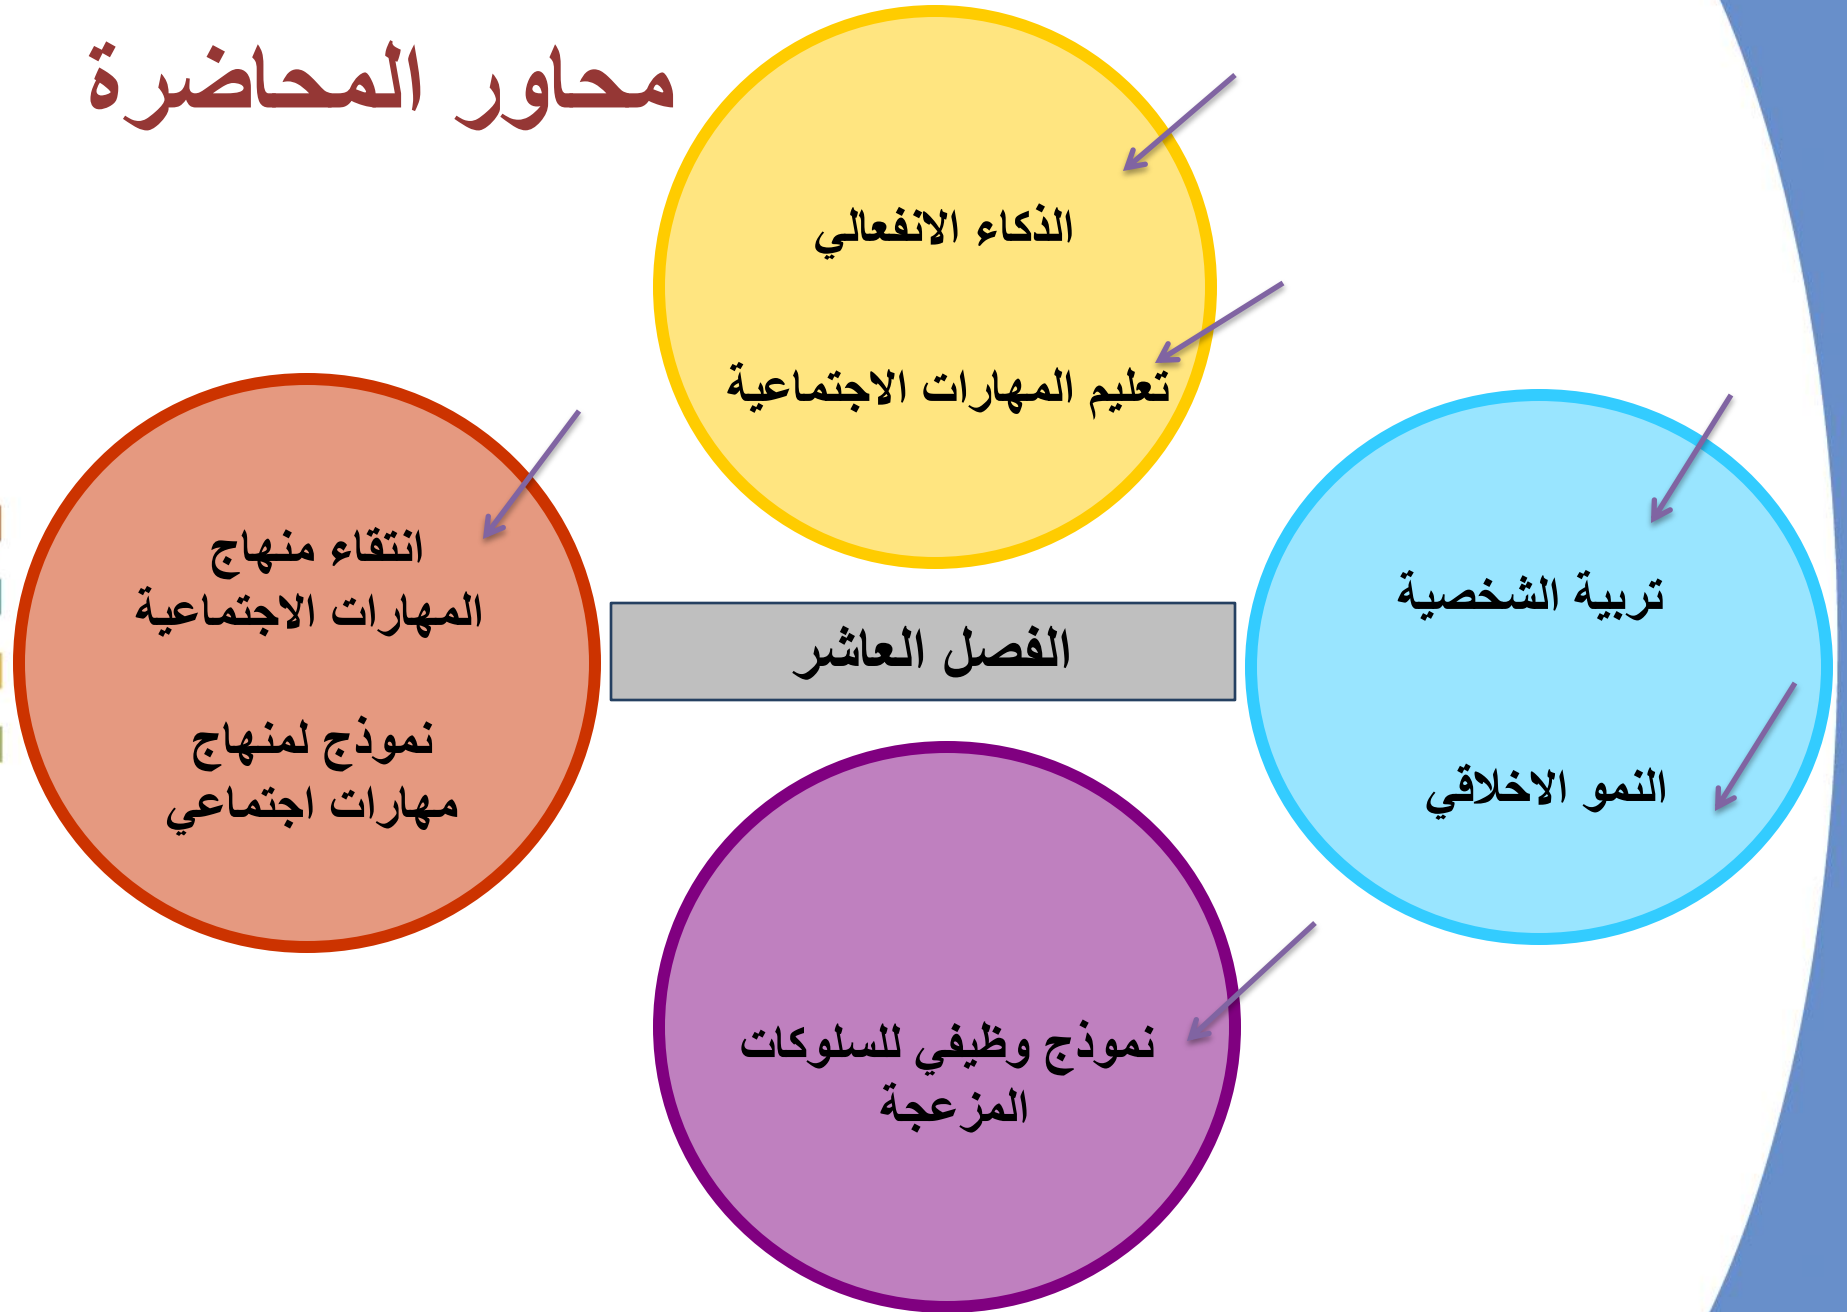 محاور المحاضرة
الذكاء الانفعالي
تعليم المهارات الاجتماعية
تربية الشخصية
النمو الاخلاقي
الفصل العاشر
انتقاء منهاج
المهارات الاجتماعية
نموذج لمنهاج
مهارات اجتماعي
نموذج وظيفي للسلوكات
المزعجة